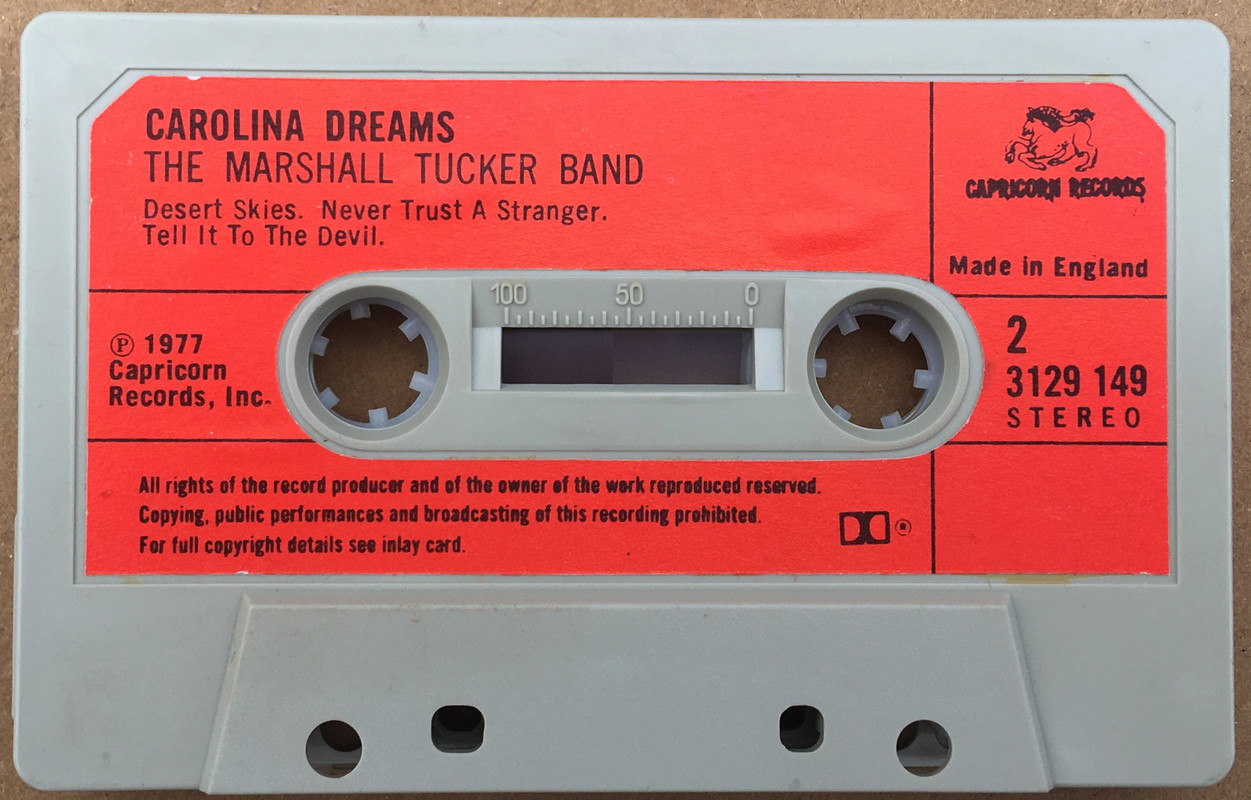 CAROLINA DREAMS
THE MARSHALL TUCKER BAND
Desert Skies. Never Trust A Stranger.
Tell It To The Devil.
CAPRICORN RECORDS
Made in England
100 50 0
℗ 1977
Capricorn
Records, Inc.
2
3129 149
STEREO
All rights of the record producer and of the owner of the work reproduced reserved.
Copying, public performances and broadcasting of this recording prohibited.
For full copyright details see inlay card.
®